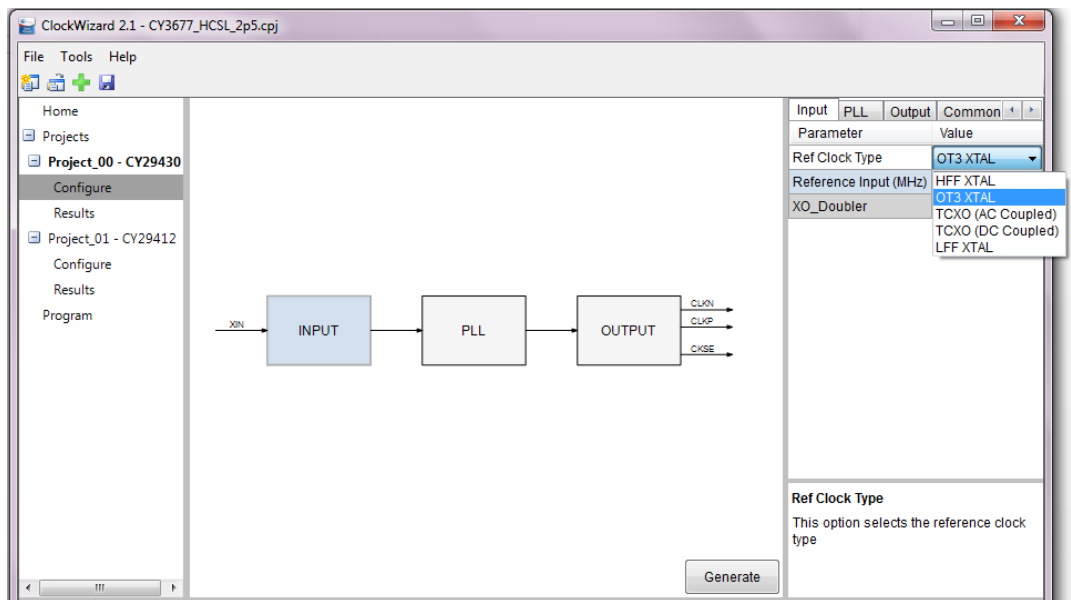 ClockWizard 2.1 - CY3677_HCSL_2p5.cpj
File Tools Help
Home
Projects
Project_00 - CY29430
Configure
Results
Project_01 - CY29412
Configure
Results
Program
XIN
INPUT
PLL
OUTPUT
CLKN
CLKP
CKSE
Generate
Input PLL Output Common
Parameter Value
Ref Clock Type OT3 XTAL
Reference Input (MHz)
XO_Doubler
HFF XTAL
OT3 XTAL
TCXO (AC Coupled)
TCXO (DC Coupled)
LFF XTAL
Ref Clock Type
This option selects the reference clock
type